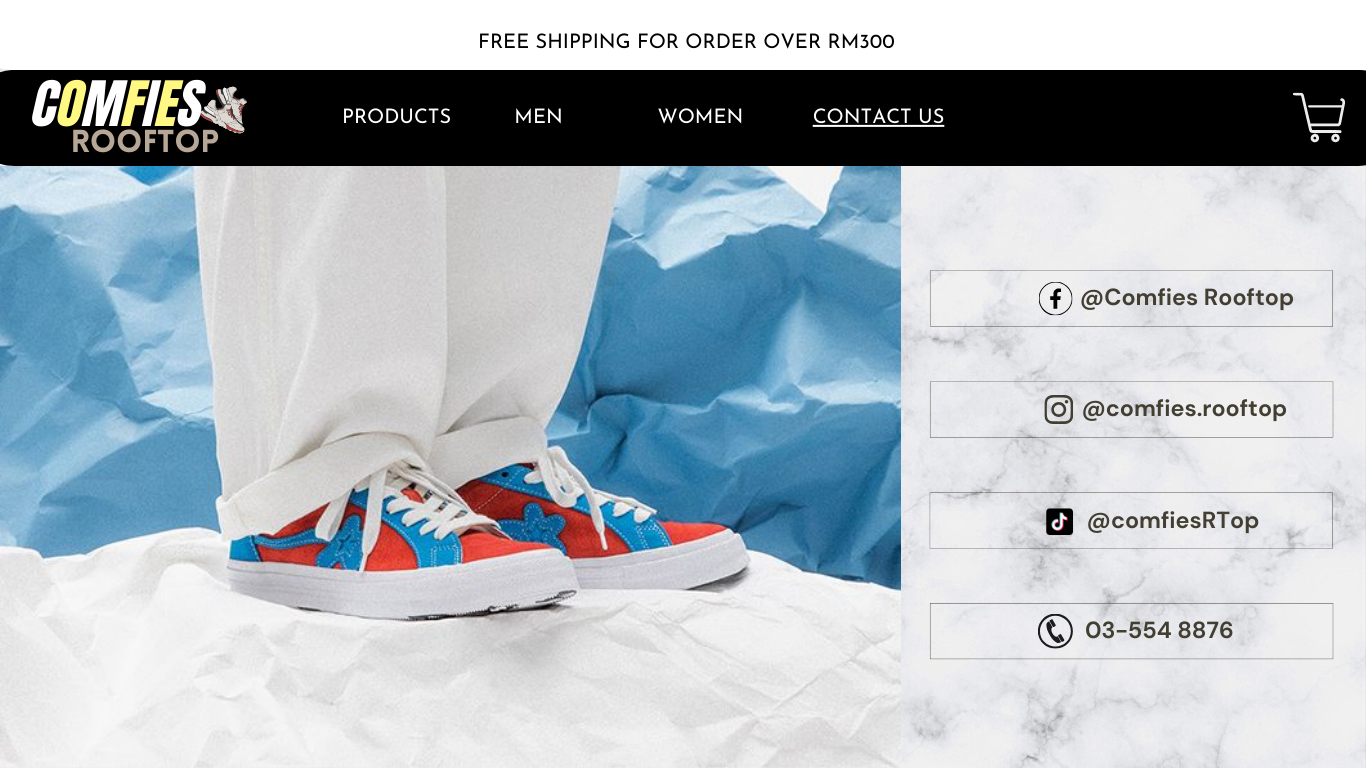 FREE SHIPPING FOR ORDER OVER RM300
COMFIES
ROOFTOP
PRODUCTS MEN WOMEN CONTACT US
@Comfies Rooftop
@comfies.rooftop
@comfiesRTop
03-554 8876